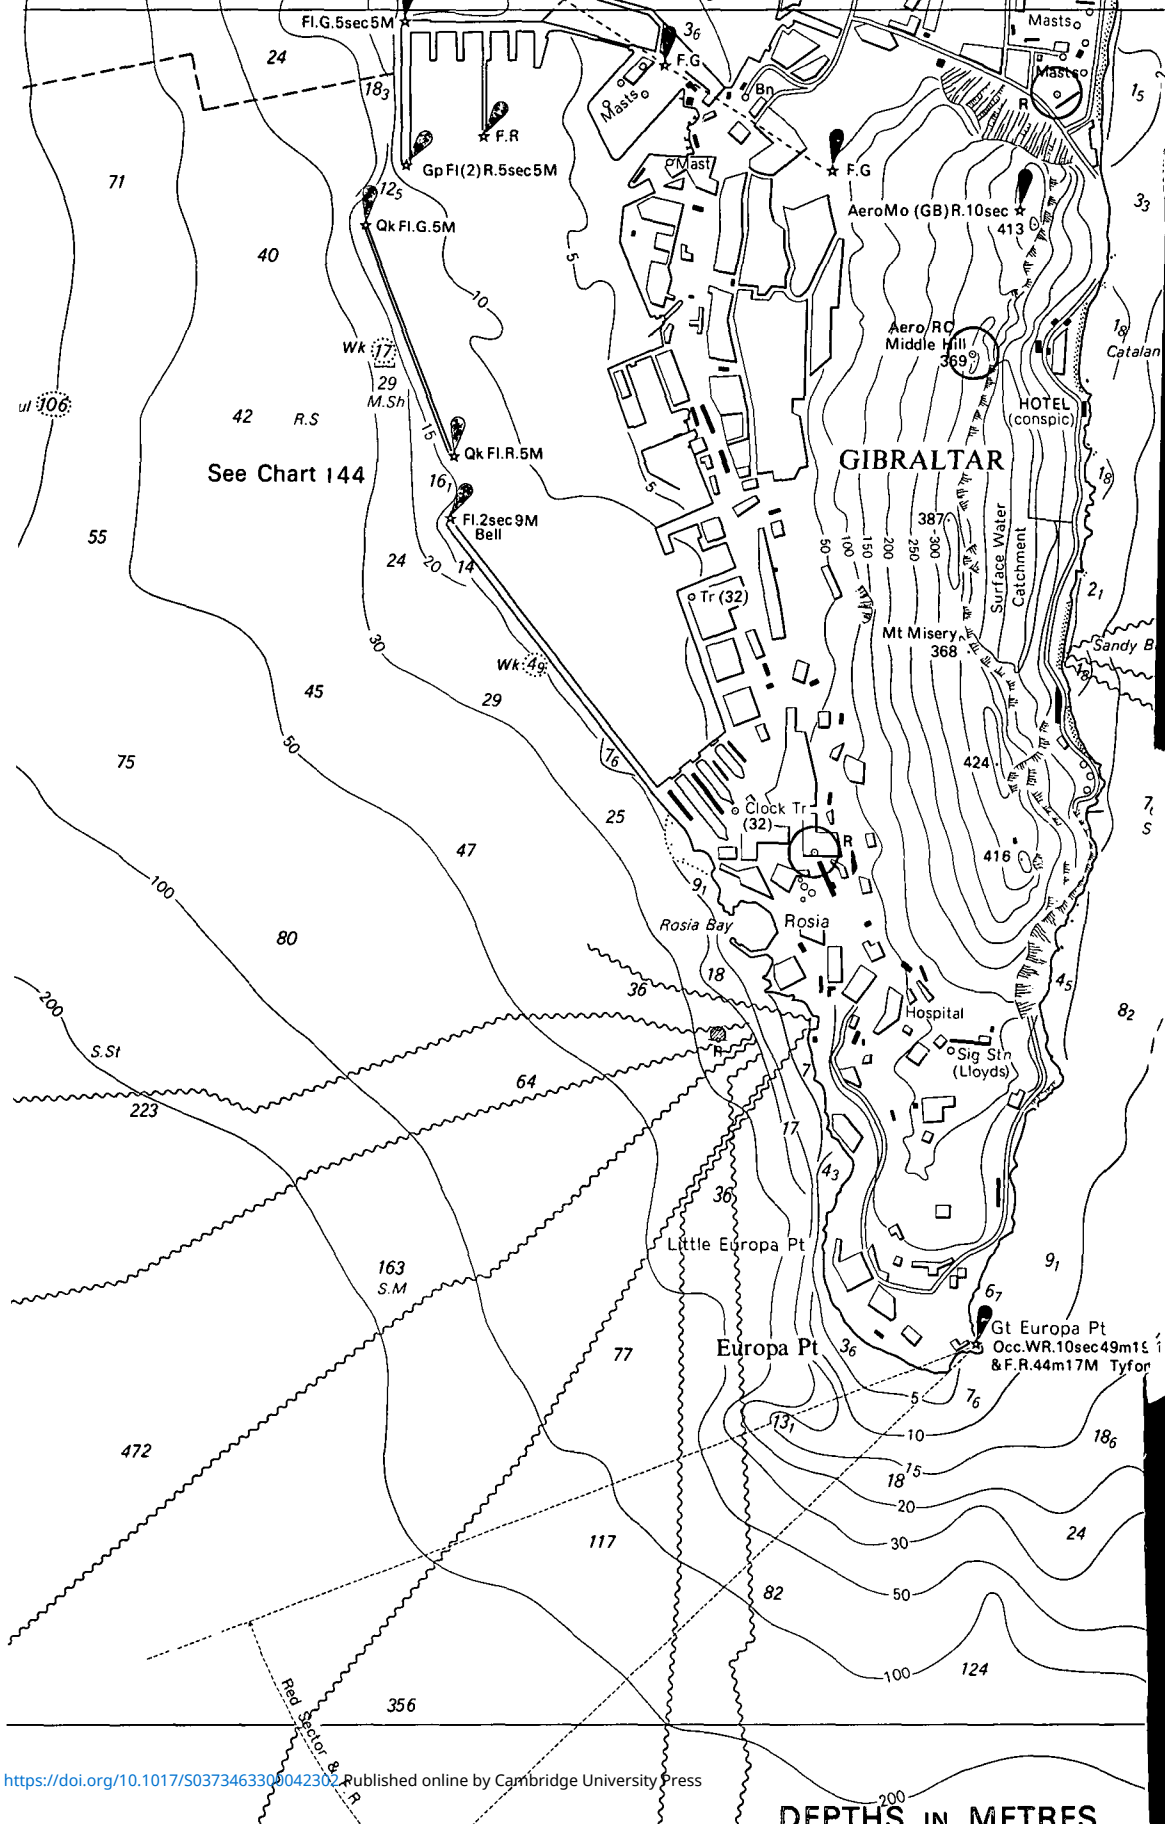 Fl.G.5sec5M
24
18₃
3₆
F.G
Masts
Masts
R
1₅
Masts
Bn
F.R
Gp Fl(2)R.5sec5M
Mast
F.G
71
12₅
Qk Fl.G.5M
AeroMo (GB)R.10sec
413
3₃
40
5
10
Wk 17
29
M.Sh
Aero RC
Middle Hill
369
1₈
Catalan
106
42
R.S
15
HOTEL
(conspic)
See Chart 144
Qk Fl.R.5M
GIBRALTAR
16₁
5
1₈
Fl.2sec9M
Bell
387
55
24
20
14
50
100
150
200
250
300
Surface Water
Catchment
Tr (32)
2₁
30
Mt Misery
368
Sandy B
Wk 4₉
1₈
45
29
50
7₆
75
424
25
Clock Tr
(32)
R
S
47
416
100
9₁
Rosia Bay
Rosia
80
18
36
4₅
200
Hospital
8₂
S.St
R
Sig Stn
(Lloyds)
64
7
223
17
4₃
36
Little Europa Pt
163
S.M
9₁
6₇
Gt Europa Pt
Europa Pt
3₆
Occ.WR.10sec49m19
77
& F.R.44m17M Tyfon
5
7₆
13₁
10
18₆
472
15
18
20
24
117
30
82
50
100
124
356
Red Sector & F.R
https://doi.org/10.1017/S0373463300042302 Published online by Cambridge University Press
200
DEPTHS IN METRES